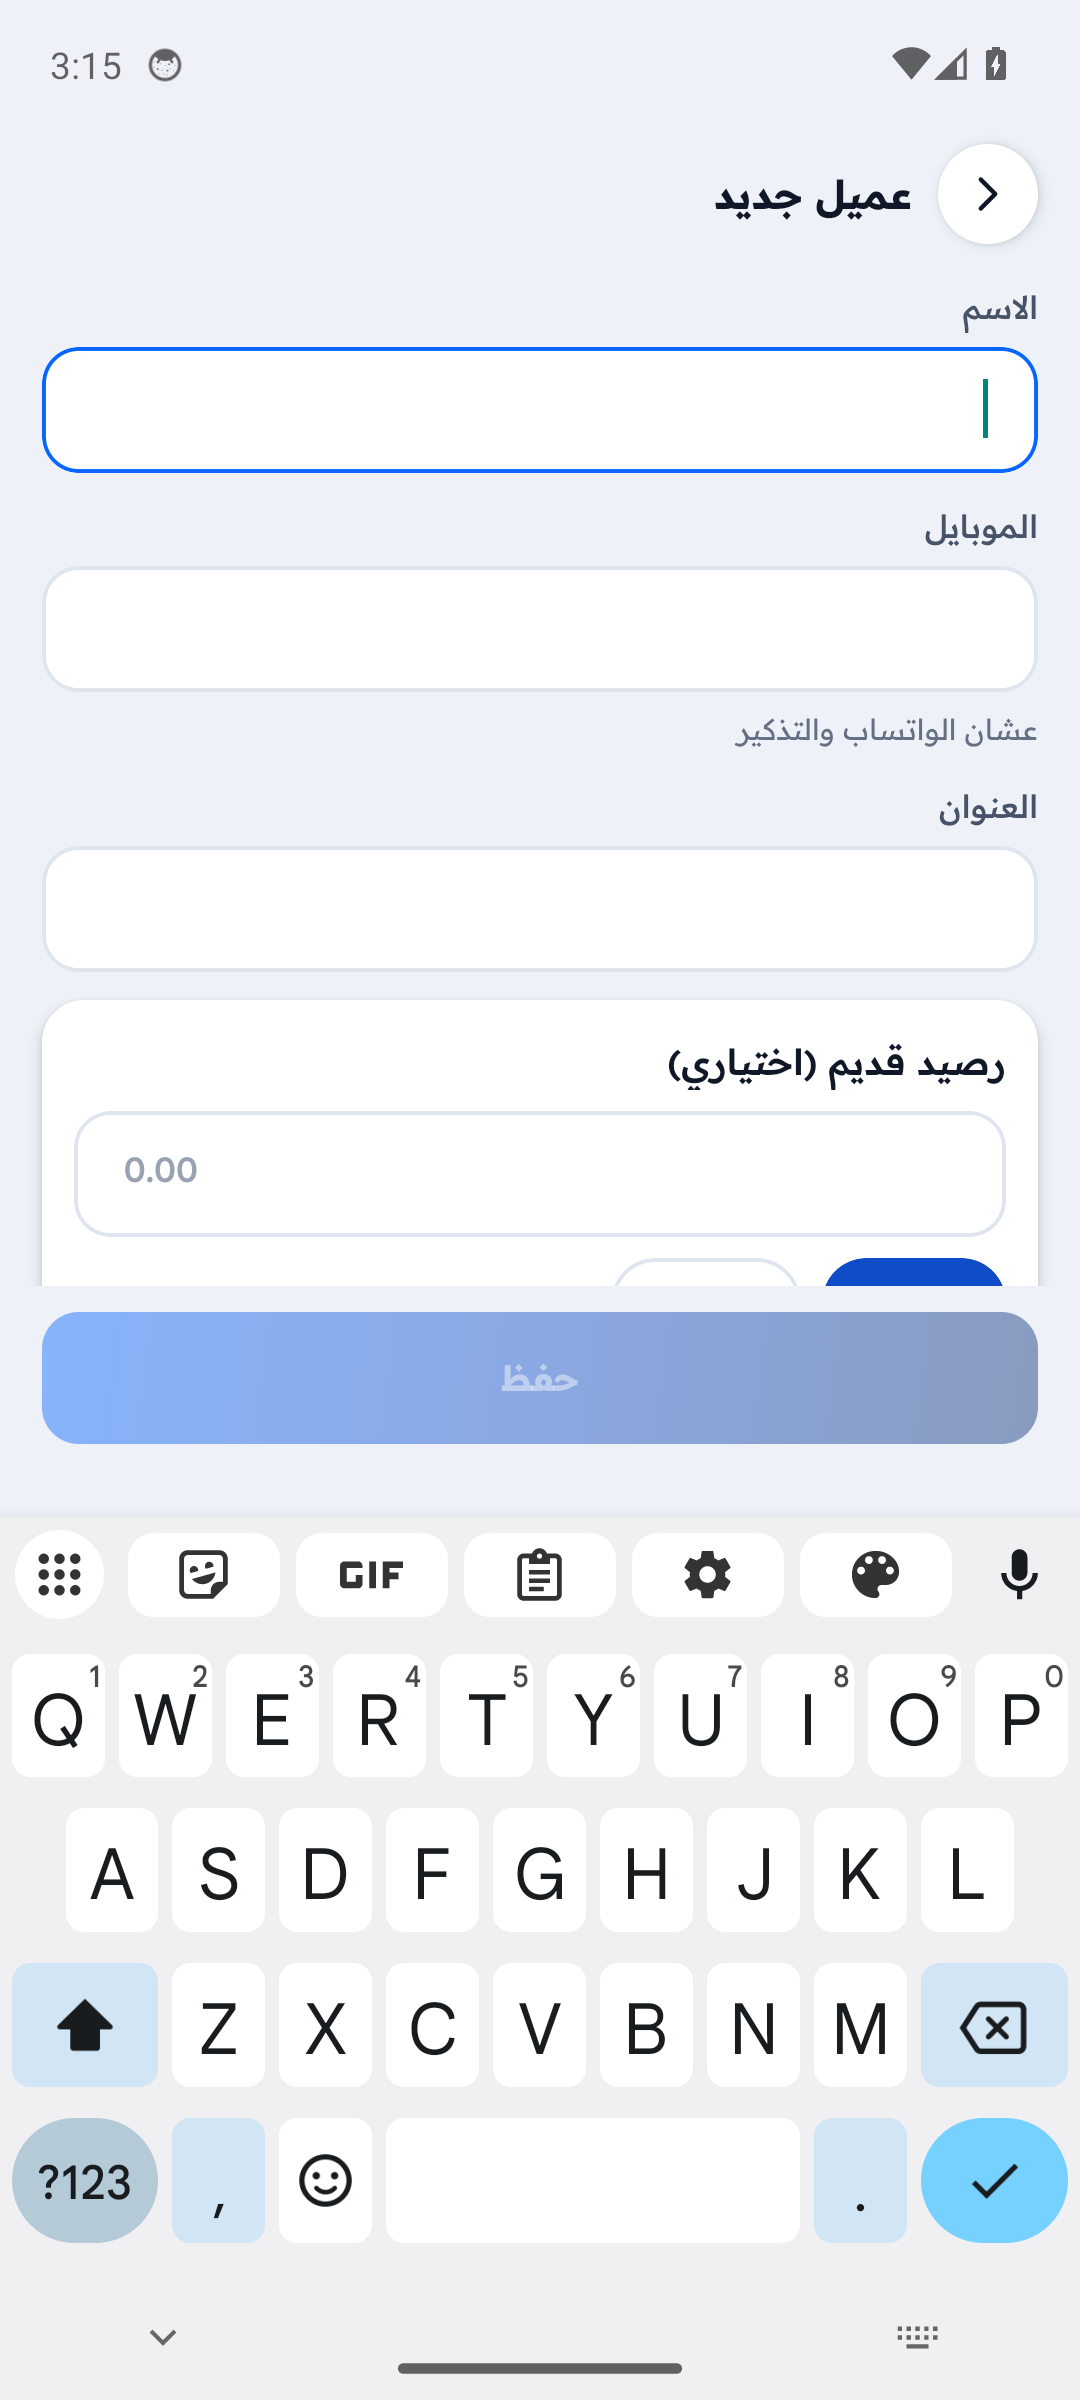 3:15
عميل جديد
الاسم
الموبايل
عشان الواتساب والتذكير
العنوان
رصيد قديم (اختياري)
0.00
حفظ
GIF
Q 1 W 2 E 3 R 4 T 5 Y 6 U 7 I 8 O 9 P 0
A S D F G H J K L
Z X C V B N M
?123 , .